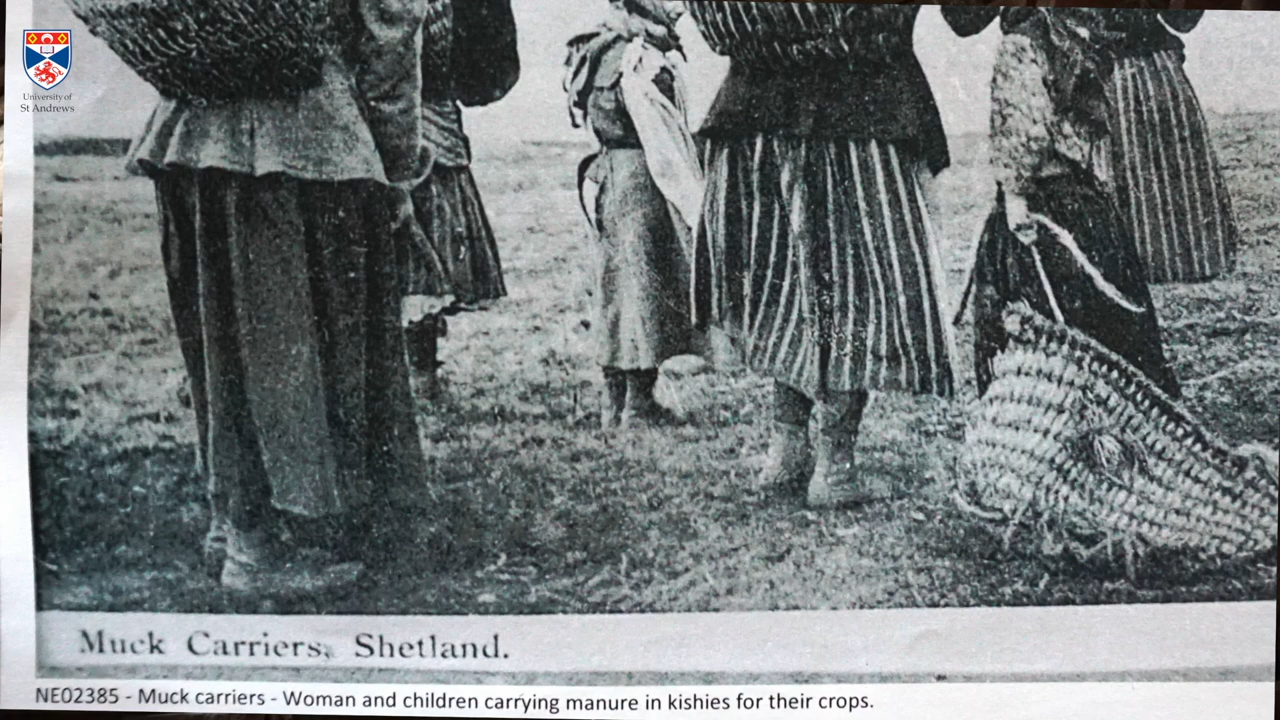 University of
St Andrews
Muck Carriers, Shetland.
NE02385 - Muck carriers - Woman and children carrying manure in kishies for their crops.